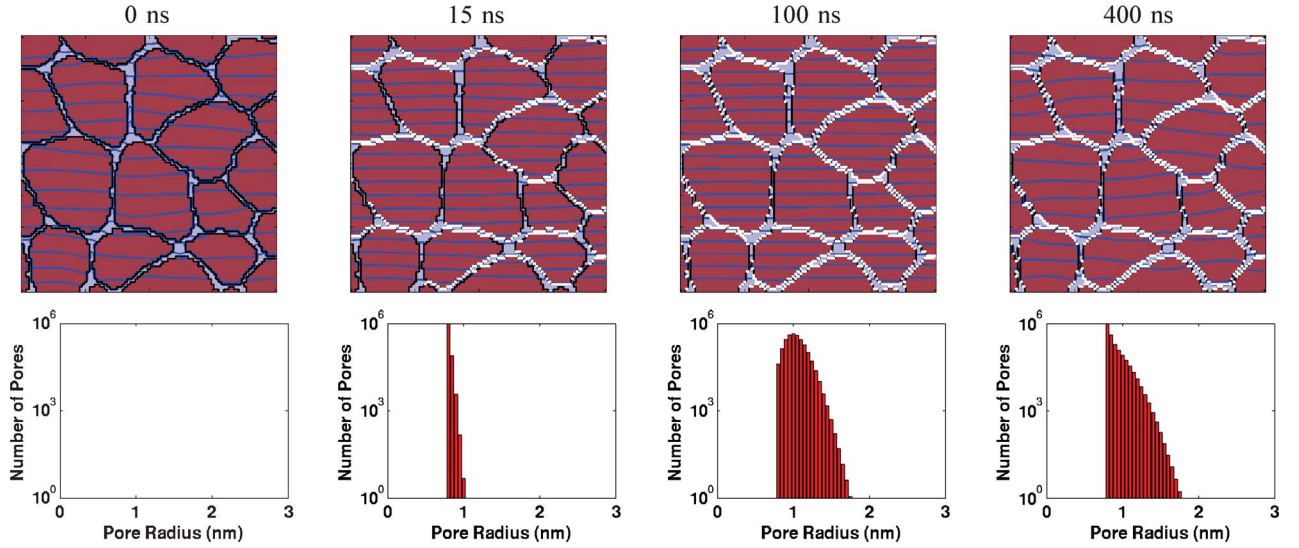 0 ns
15 ns
100 ns
400 ns
10^6
10^3
10^0
Number of Pores
0 1 2 3
Pore Radius (nm)
10^6
10^3
10^0
Number of Pores
0 1 2 3
Pore Radius (nm)
10^6
10^3
10^0
Number of Pores
0 1 2 3
Pore Radius (nm)
10^6
10^3
10^0
Number of Pores
0 1 2 3
Pore Radius (nm)